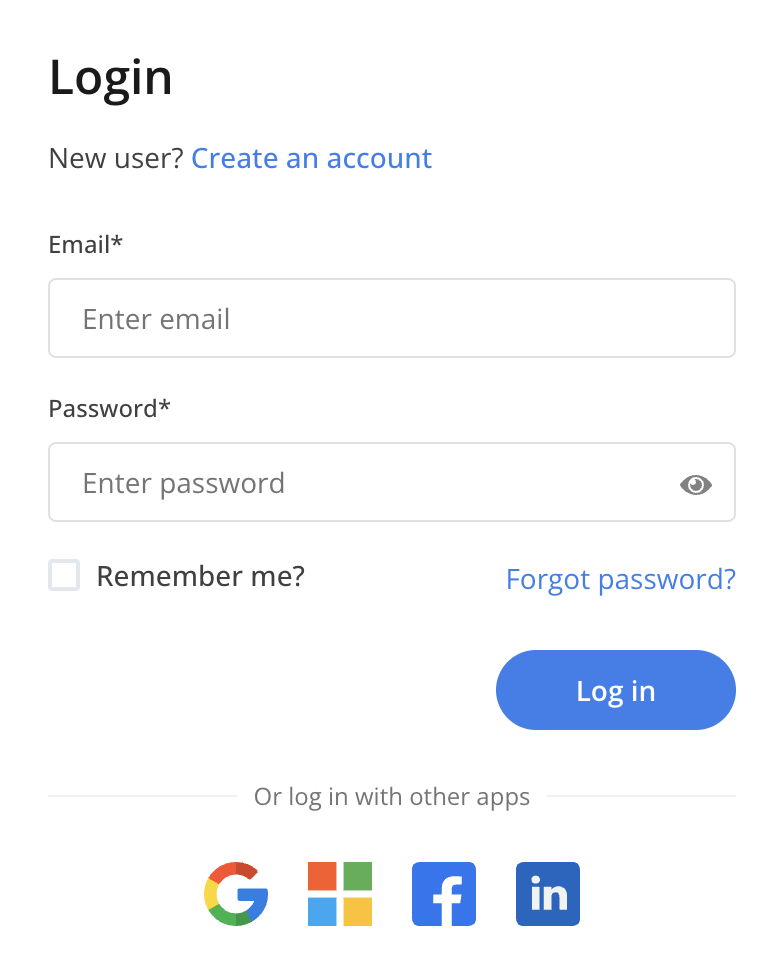 Login
New user? Create an account
Email*
Enter email
Password*
Enter password
Remember me? Forgot password?
Log in
Or log in with other apps
G f in